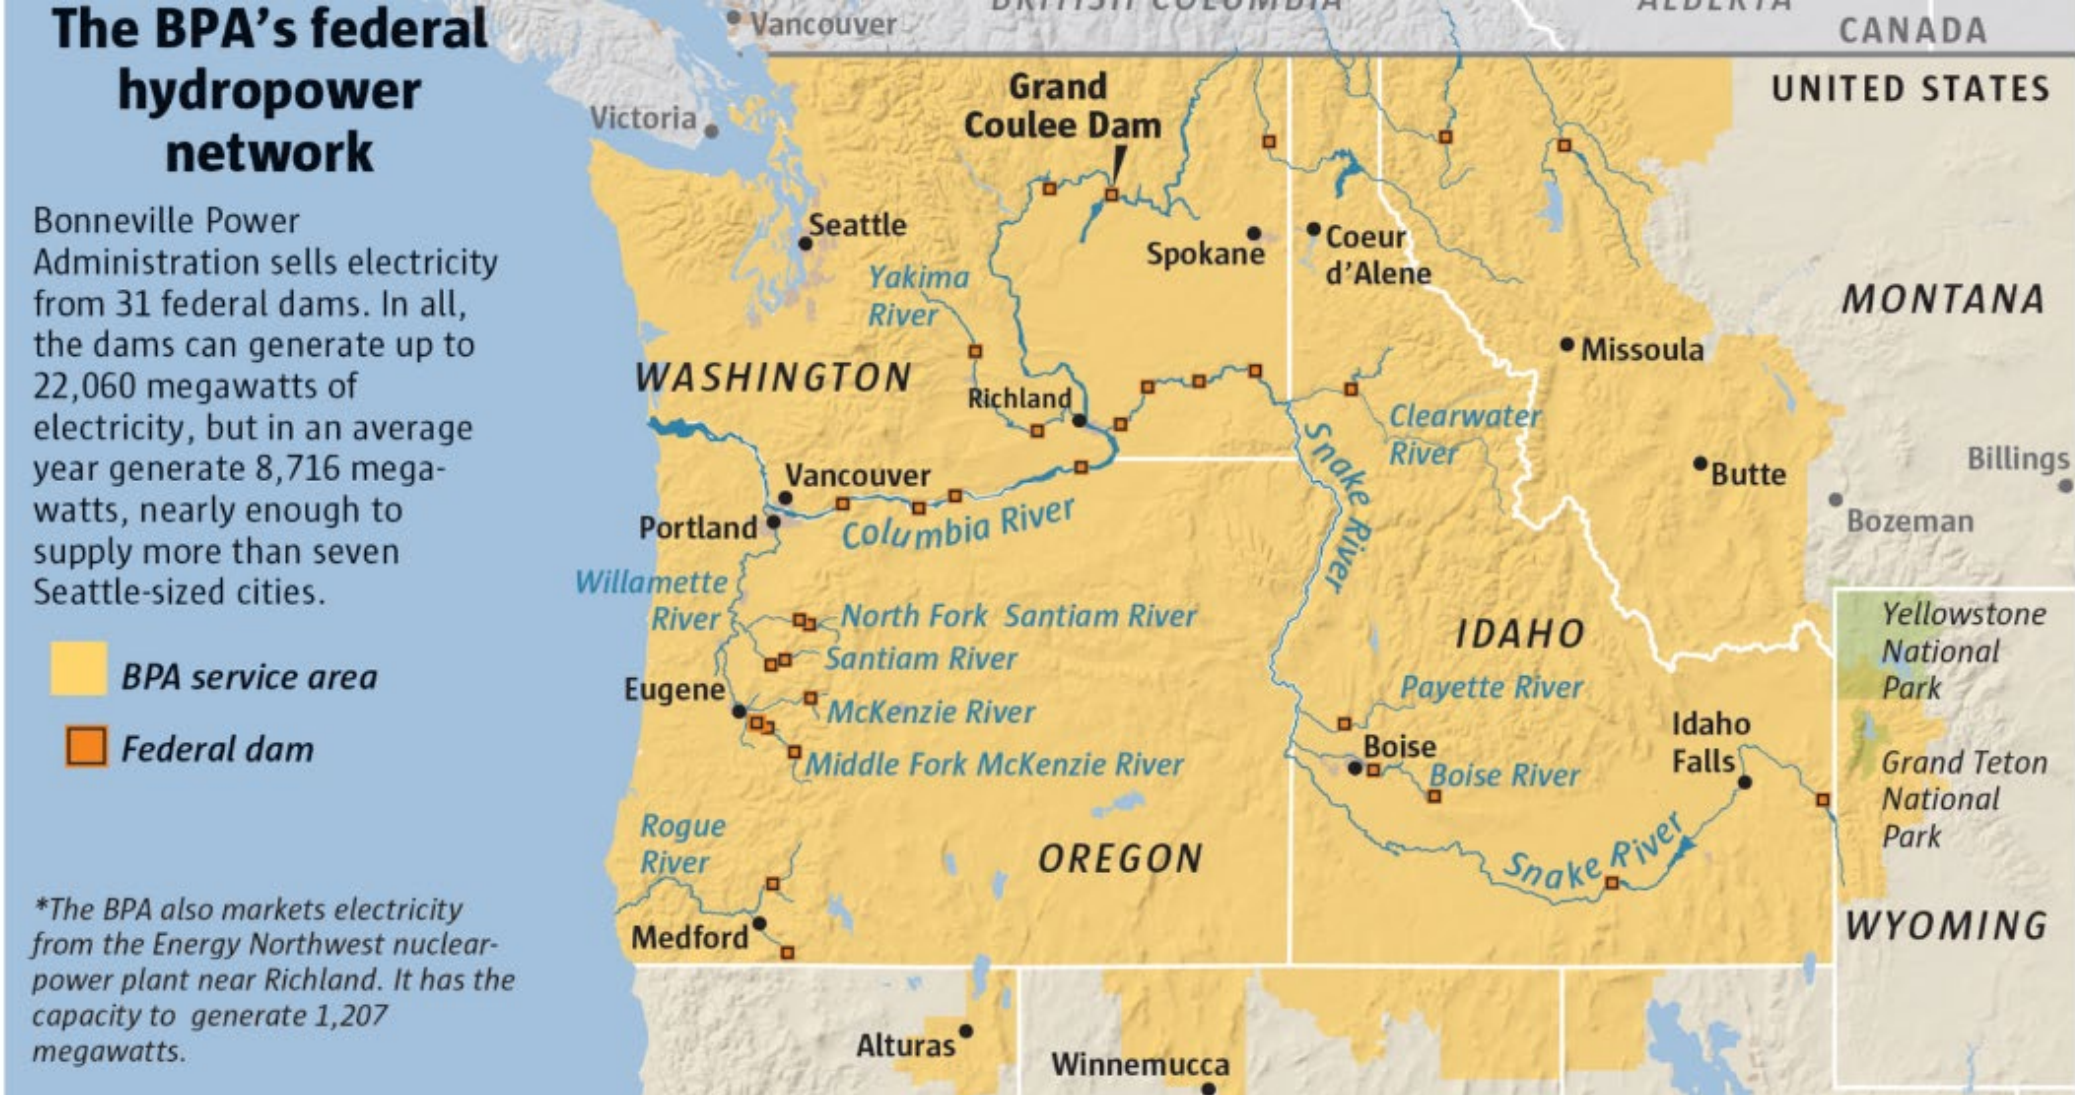 The BPA's federal
hydropower
network
Bonneville Power
Administration sells electricity
from 31 federal dams. In all,
the dams can generate up to
22,060 megawatts of
electricity, but in an average
year generate 8,716 mega-
watts, nearly enough to
supply more than seven
Seattle-sized cities.
BPA service area
Federal dam
*The BPA also markets electricity
from the Energy Northwest nuclear-
power plant near Richland. It has the
capacity to generate 1,207
megawatts.
BRITISH COLUMBIA
ALBERTA
Vancouver
CANADA
UNITED STATES
Victoria
Grand
Coulee Dam
Seattle
Spokane
Coeur
d'Alene
Yakima
River
MONTANA
Missoula
WASHINGTON
Richland
Clearwater
River
Snake River
Butte
Billings
Bozeman
Vancouver
Portland
Columbia River
Willamette
River
North Fork Santiam River
Santiam River
IDAHO
Yellowstone
National
Park
Eugene
McKenzie River
Payette River
Middle Fork McKenzie River
Boise
Boise River
Idaho
Falls
Grand Teton
National
Park
Rogue
River
OREGON
Snake River
Medford
WYOMING
Alturas
Winnemucca